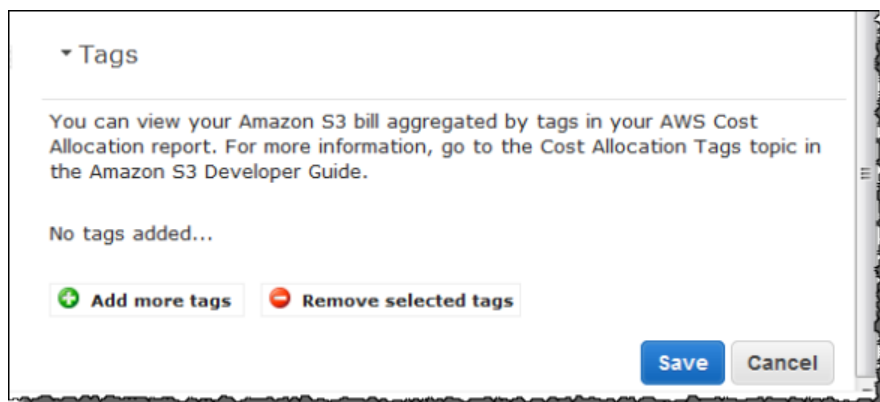 Tags
You can view your Amazon S3 bill aggregated by tags in your AWS Cost
Allocation report. For more information, go to the Cost Allocation Tags topic in
the Amazon S3 Developer Guide.
No tags added...
Add more tags Remove selected tags
Save Cancel